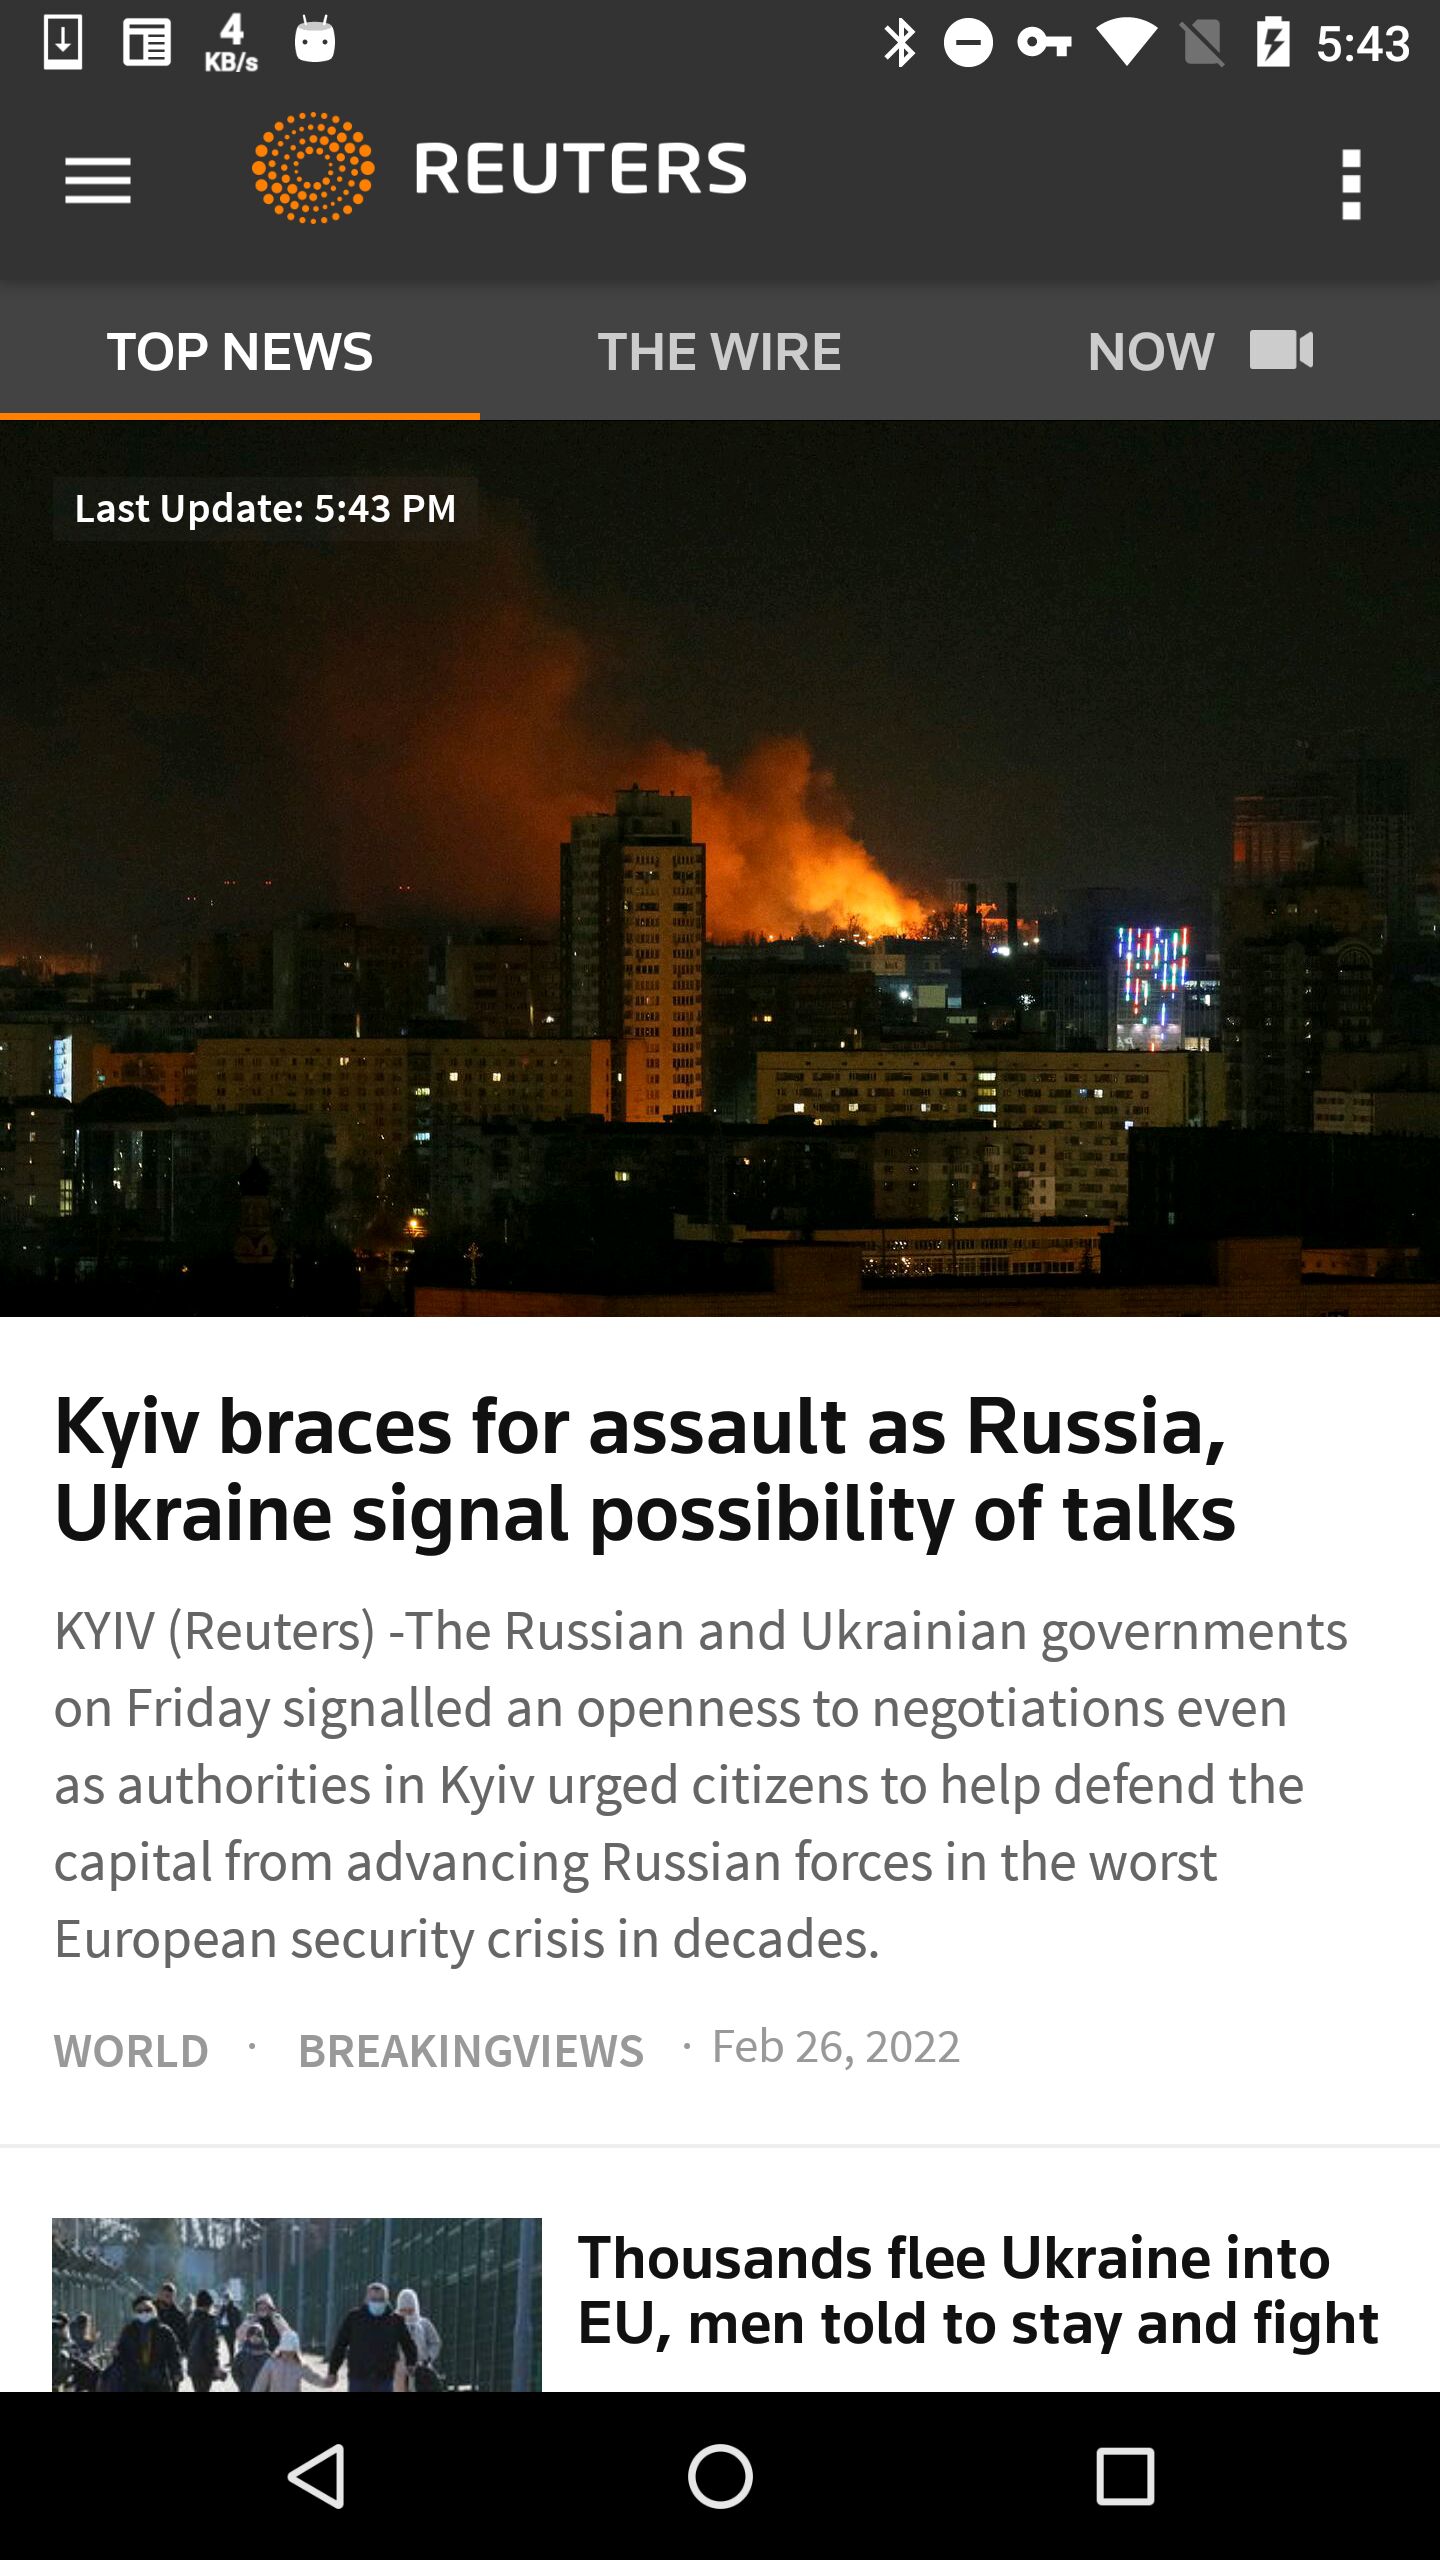 4
KB/s
5:43
REUTERS
TOP NEWS
THE WIRE
NOW
Last Update: 5:43 PM
Kyiv braces for assault as Russia,
Ukraine signal possibility of talks
KYIV (Reuters) -The Russian and Ukrainian governments
on Friday signalled an openness to negotiations even
as authorities in Kyiv urged citizens to help defend the
capital from advancing Russian forces in the worst
European security crisis in decades.
WORLD · BREAKINGVIEWS · Feb 26, 2022
Thousands flee Ukraine into
EU, men told to stay and fight